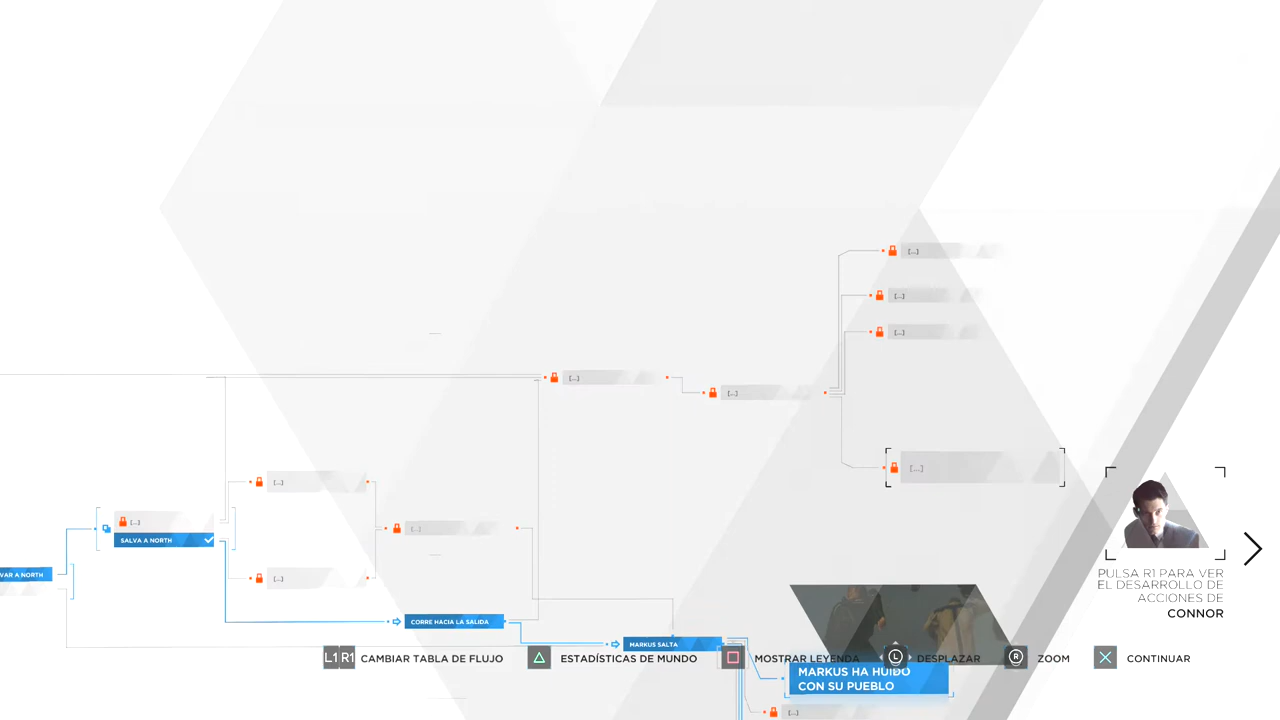 [...]
[...]
[...]
[...]
[...]
[...]
[...]
[...]
[...]
SALVA A NORTH
[...]
VAR A NORTH
[...]
CORRE HACIA LA SALIDA
MARKUS SALTA
MARKUS HA HUIDO
CON SU PUEBLO
[...]
PULSA R1 PARA VER
EL DESARROLLO DE
ACCIONES DE
CONNOR
L1 R1 CAMBIAR TABLA DE FLUJO ESTADÍSTICAS DE MUNDO MOSTRAR LEYENDA L DESPLAZAR R ZOOM CONTINUAR